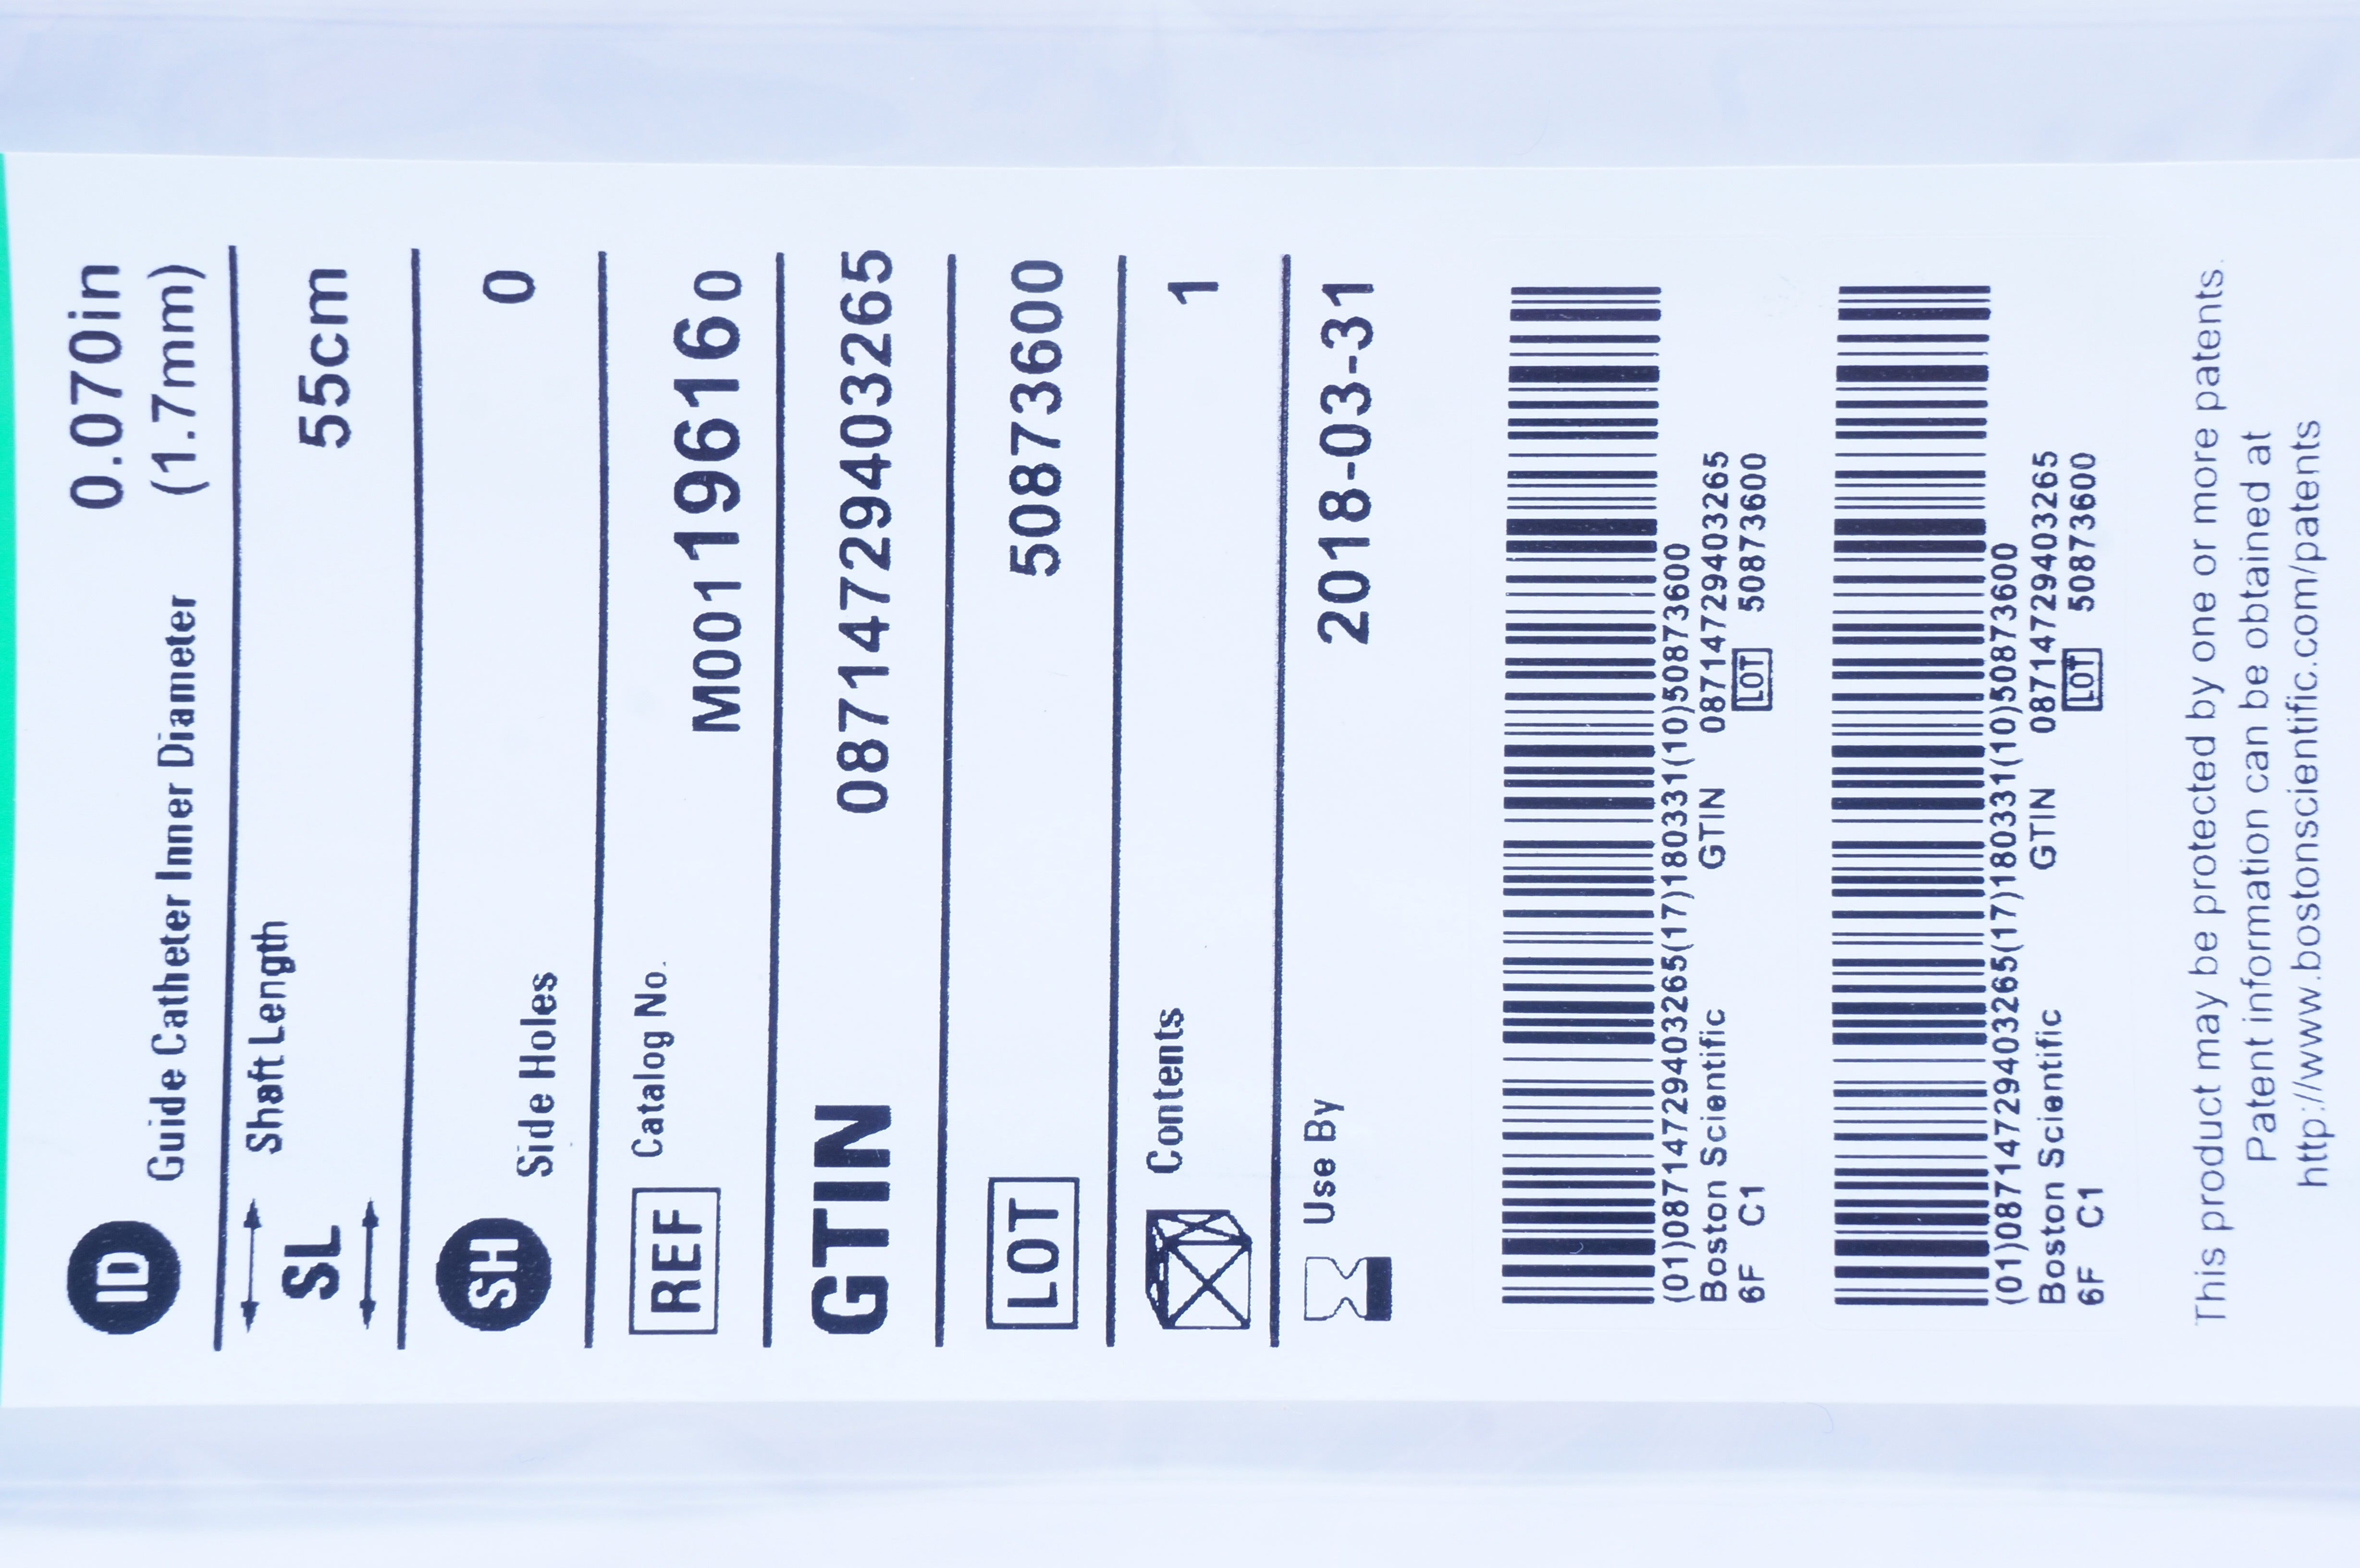 ID Guide Catheter Inner Diameter 0.070in
(1.7mm)
SL Shaft Length 55cm
SH Side Holes 0
REF Catalog No. M001196160
GTIN 08714729403265
LOT 50873600
Contents 1
Use By 2018-03-31
(01)08714729403265(17)180331(10)50873600
Boston Scientific GTIN 08714729403265
6F C1 LOT 50873600
(01)08714729403265(17)180331(10)50873600
Boston Scientific GTIN 08714729403265
6F C1 LOT 50873600
This product may be protected by one or more patents.
Patent information can be obtained at
http://www.bostonscientific.com/patents